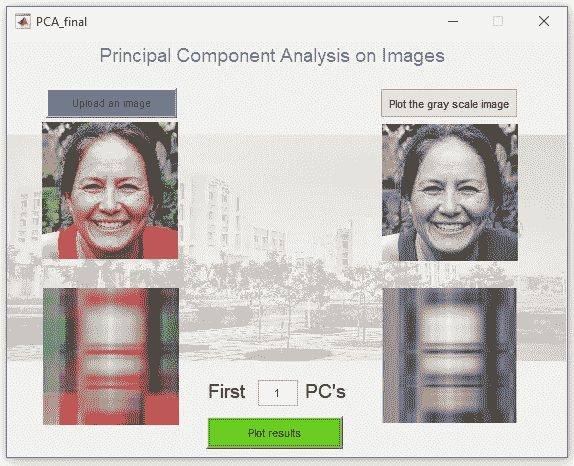 PCA_final
Principal Component Analysis on Images
Upload an image
Plot the gray scale image
First 1 PC's
Plot results